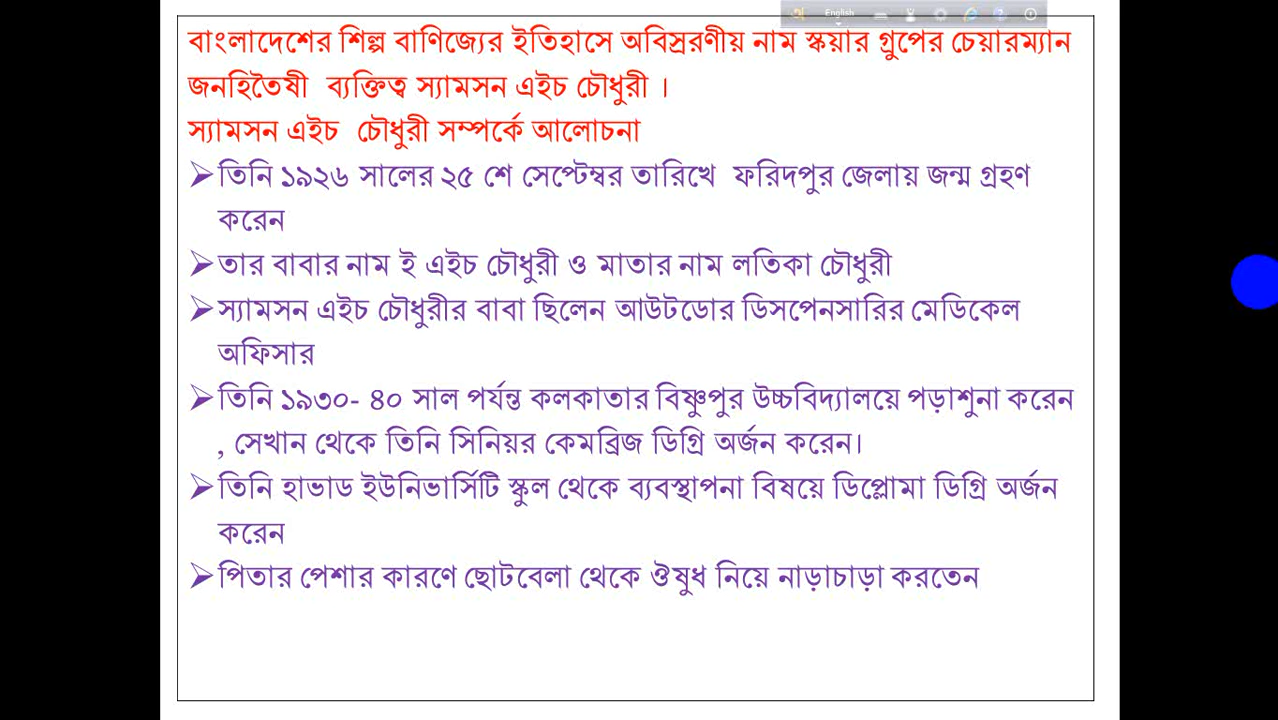 English
বাংলাদেশের শিল্প বাণিজ্যের ইতিহাসে অবিস্রণীয় নাম স্কয়ার গ্রুপের চেয়ারম্যান
জনহিতৈষী ব্যক্তিত্ব স্যামসন এইচ চৌধুরী ।
স্যামসন এইচ চৌধুরী সম্পর্কে আলোচনা
➢তিনি ১৯২৬ সালের ২৫ শে সেপ্টেম্বর তারিখে ফরিদপুর জেলায় জন্ম গ্রহণ
করেন
➢তার বাবার নাম ই এইচ চৌধুরী ও মাতার নাম লতিকা চৌধুরী
➢স্যামসন এইচ চৌধুরীর বাবা ছিলেন আউটডোর ডিসপেনসারির মেডিকেল
অফিসার
➢তিনি ১৯৩০- ৪০ সাল পর্যন্ত কলকাতার বিষ্ণুপুর উচ্চবিদ্যালয়ে পড়াশুনা করেন
, সেখান থেকে তিনি সিনিয়র কেমব্রিজ ডিগ্রি অর্জন করেন।
➢তিনি হাভাড ইউনিভার্সিটি স্কুল থেকে ব্যবস্থাপনা বিষয়ে ডিপ্লোমা ডিগ্রি অর্জন
করেন
➢পিতার পেশার কারণে ছোটবেলা থেকে ঔষুধ নিয়ে নাড়াচাড়া করতেন